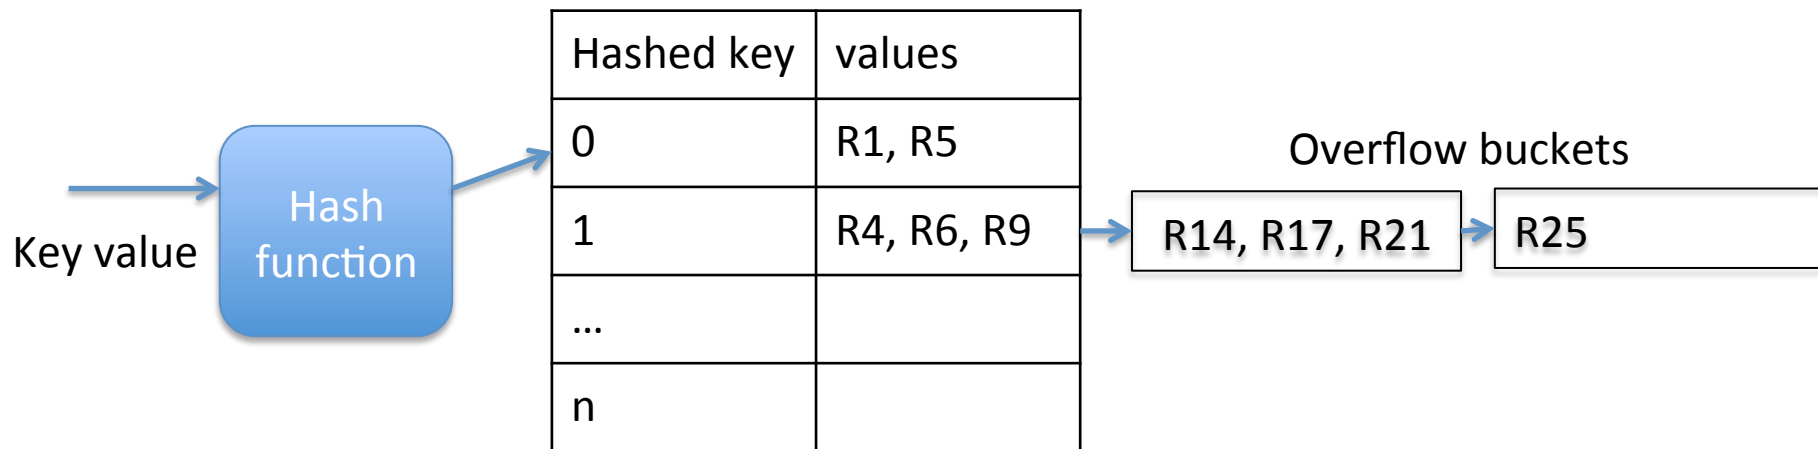 Hashed key values
0 R1, R5
Overflow buckets
Hash
function
Key value
1 R4, R6, R9
R14, R17, R21
R25
...
n